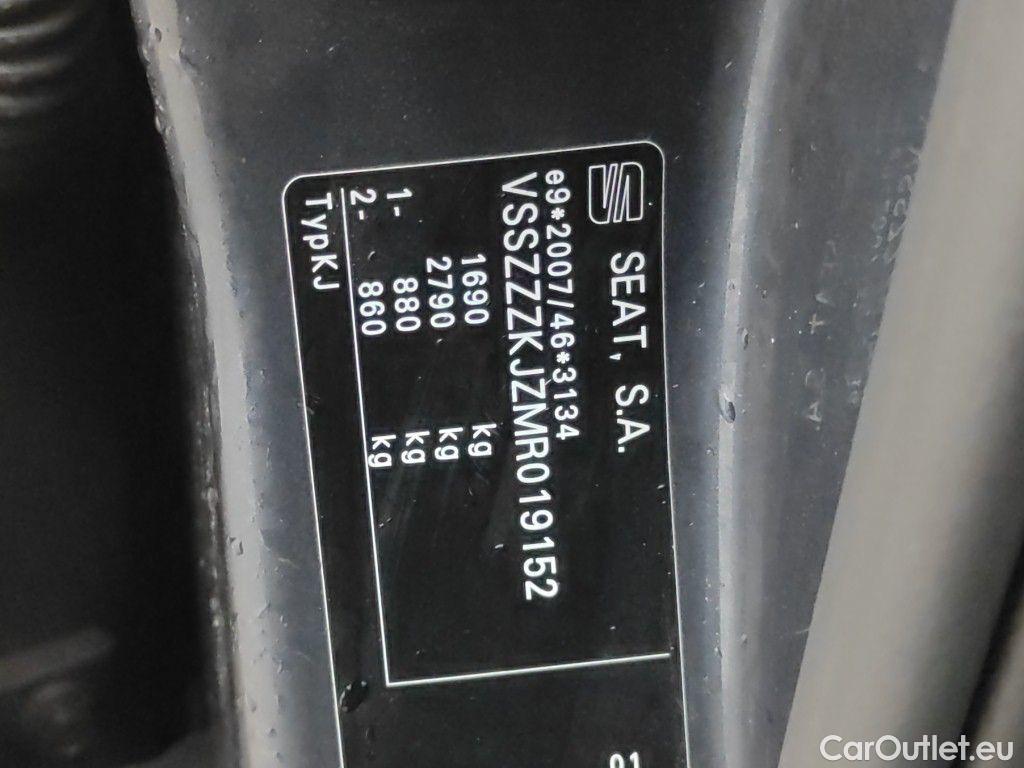 SEAT, S.A.
e9*2007/46*3134
VSSZZZKJZMR019152
1690 kg
2790 kg
1- 880 kg
2- 860 kg
TypKJ
CarOutlet.eu